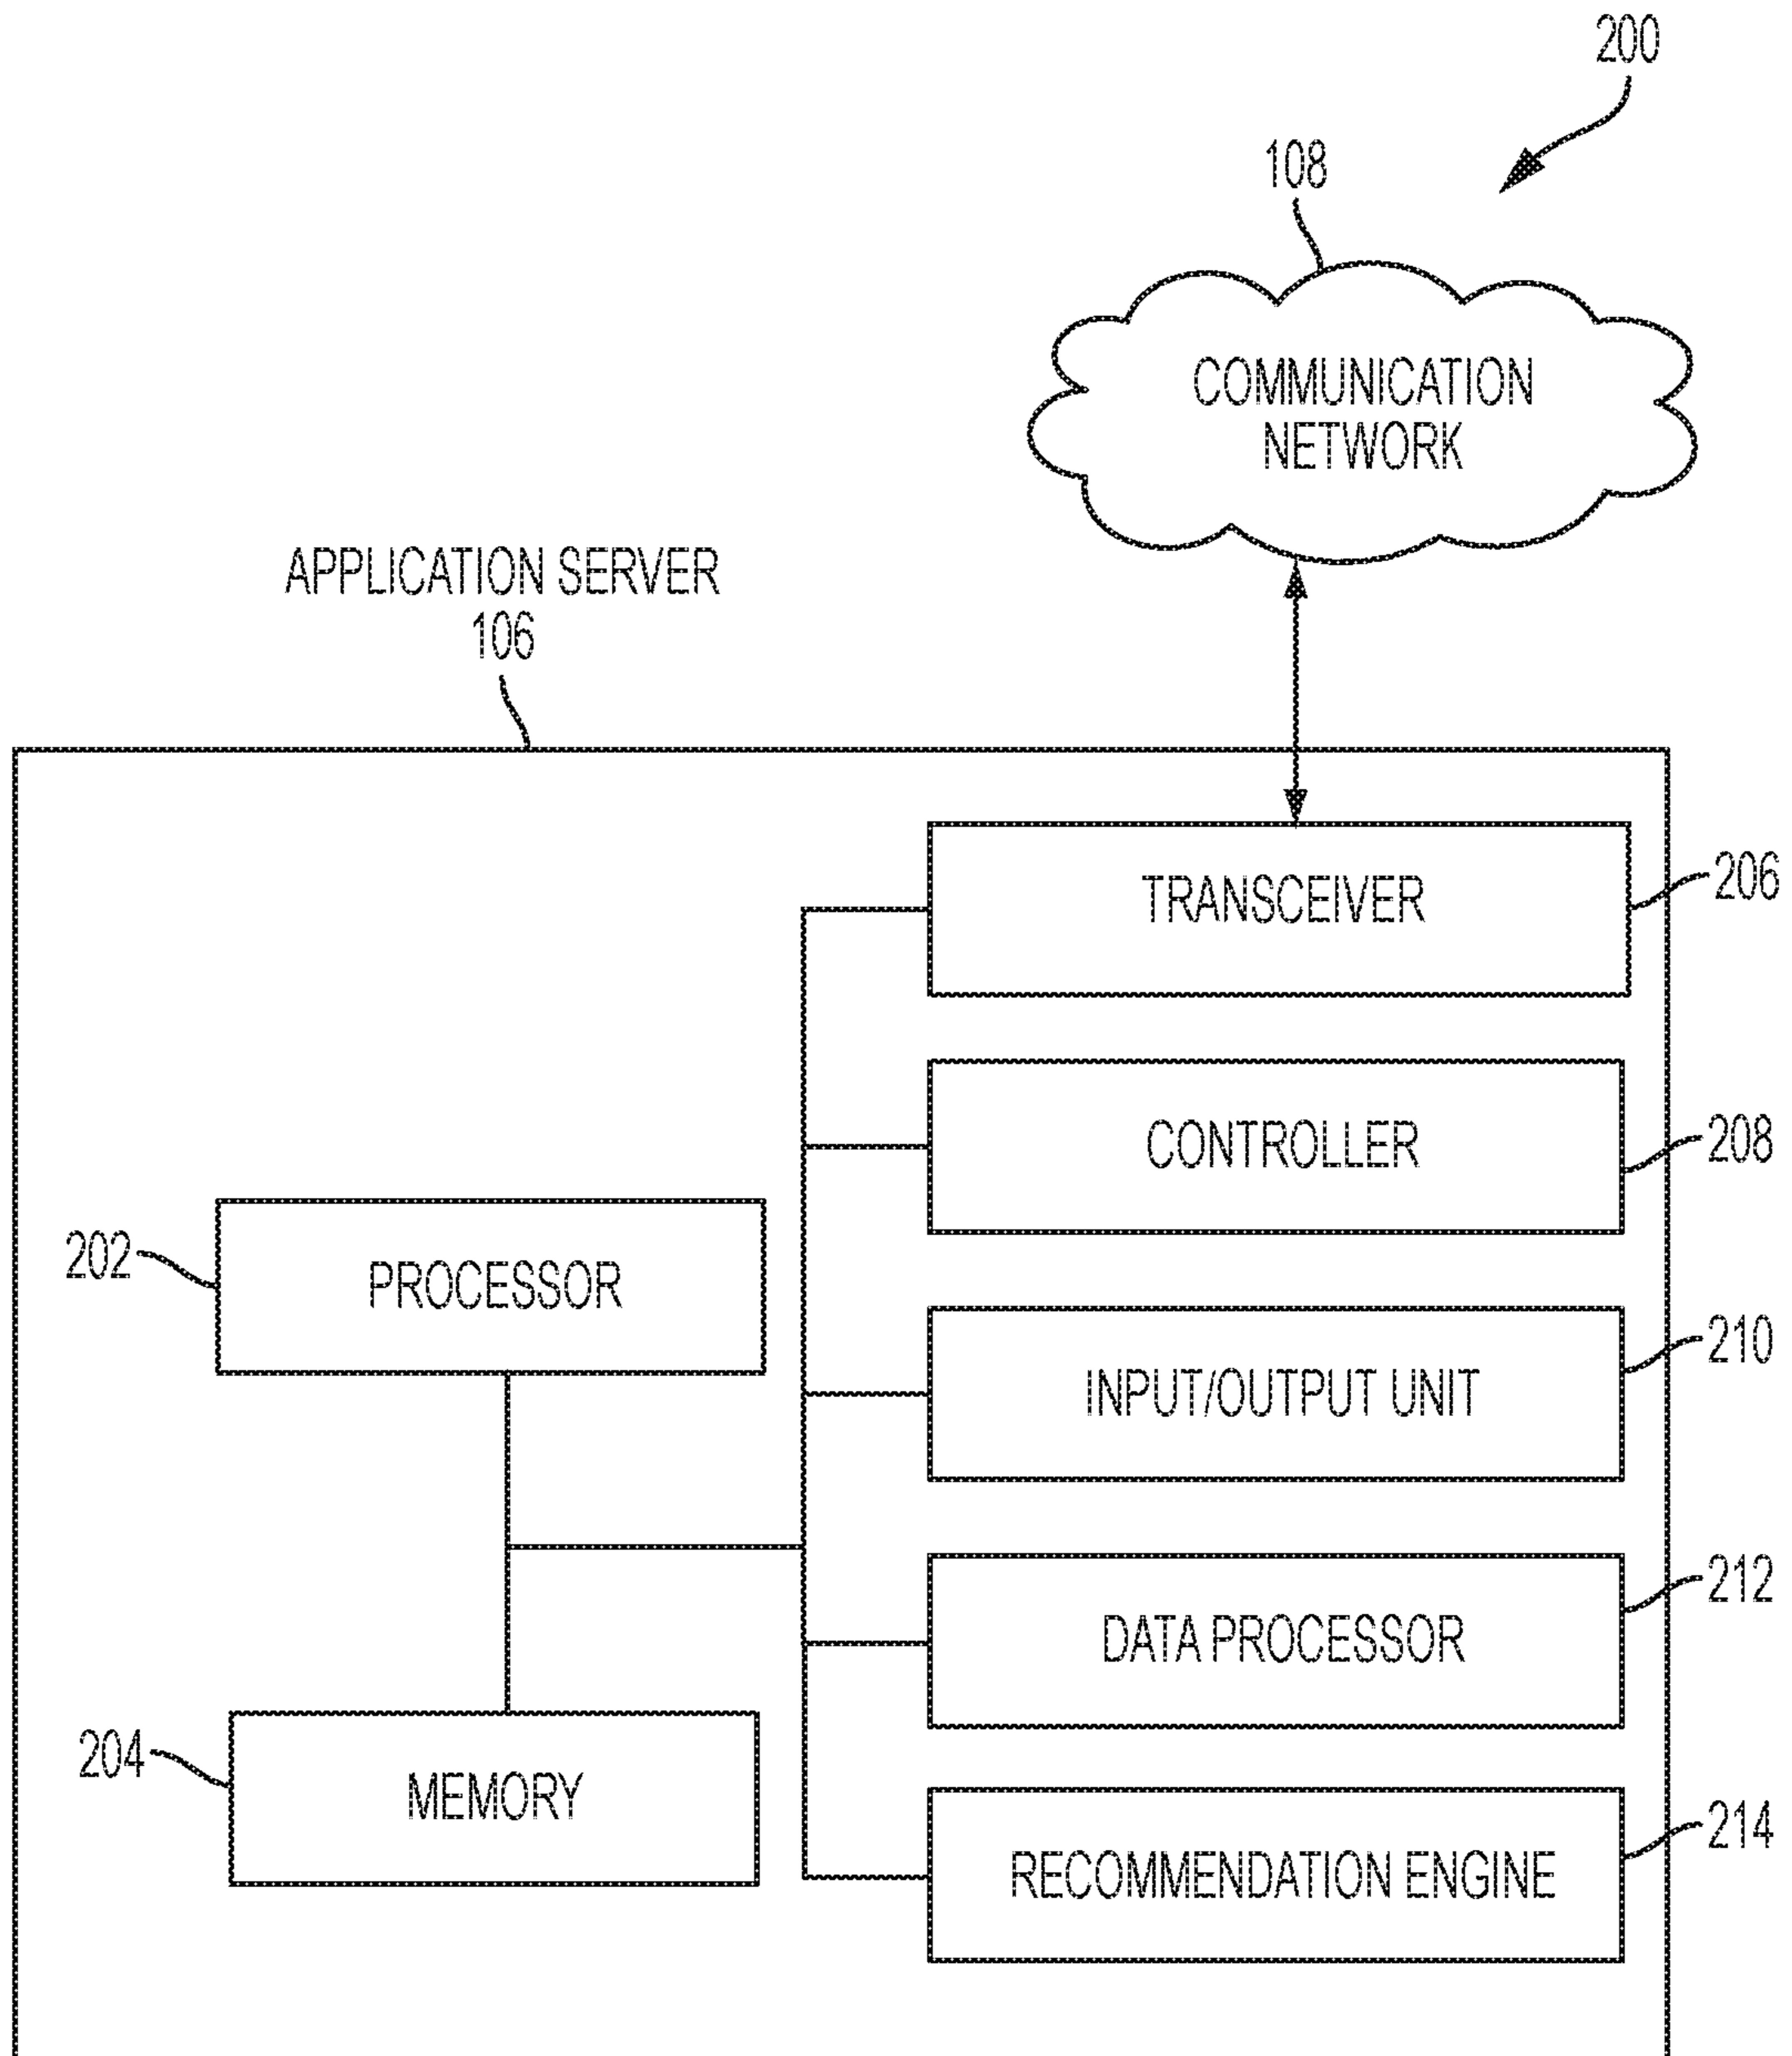 200
108
COMMUNICATION
NETWORK
APPLICATION SERVER
106
TRANSCEIVER
206
CONTROLLER
208
202
PROCESSOR
210
INPUT/OUTPUT UNIT
212
DATA PROCESSOR
204
MEMORY
214
RECOMMENDATION ENGINE